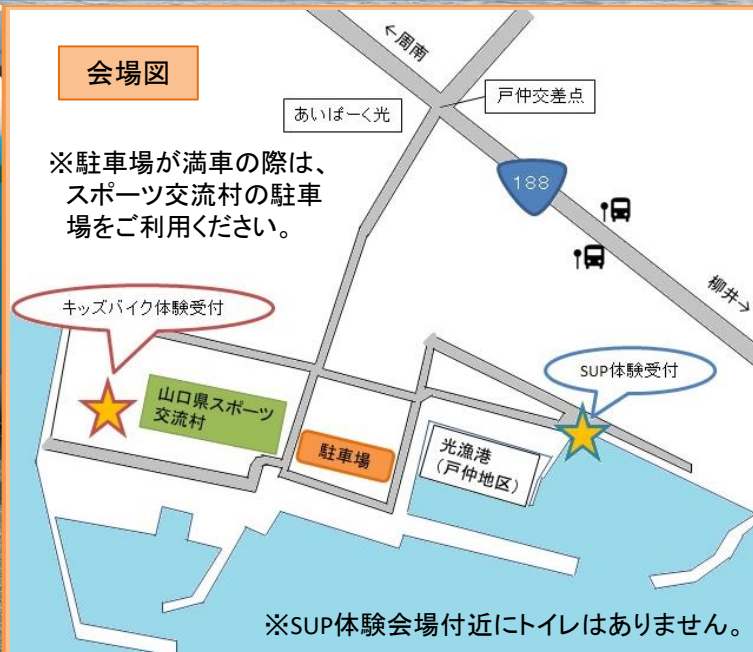 会場図
←周南
戸仲交差点
あいぱーく光
※駐車場が満車の際は、
スポーツ交流村の駐車
場をご利用ください。
188
柳井→
キッズバイク体験受付
SUP体験受付
山口県スポーツ
交流村
駐車場
光漁港
(戸仲地区)
※SUP体験会場付近にトイレはありません。